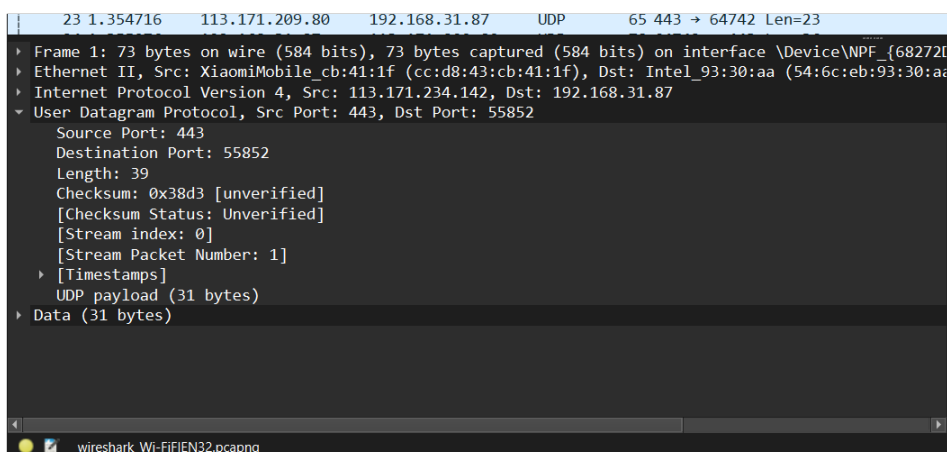 23 1.354716 113.171.209.80 192.168.31.87 UDP 65 443 → 64742 Len=23
Frame 1: 73 bytes on wire (584 bits), 73 bytes captured (584 bits) on interface \Device\NPF_{68272D
Ethernet II, Src: XiaomiMobile_cb:41:1f (cc:d8:43:cb:41:1f), Dst: Intel_93:30:aa (54:6c:eb:93:30:aa
Internet Protocol Version 4, Src: 113.171.234.142, Dst: 192.168.31.87
User Datagram Protocol, Src Port: 443, Dst Port: 55852
Source Port: 443
Destination Port: 55852
Length: 39
Checksum: 0x38d3 [unverified]
[Checksum Status: Unverified]
[Stream index: 0]
[Stream Packet Number: 1]
[Timestamps]
UDP payload (31 bytes)
Data (31 bytes)
wireshark_Wi-FiFIEN32.pcapng